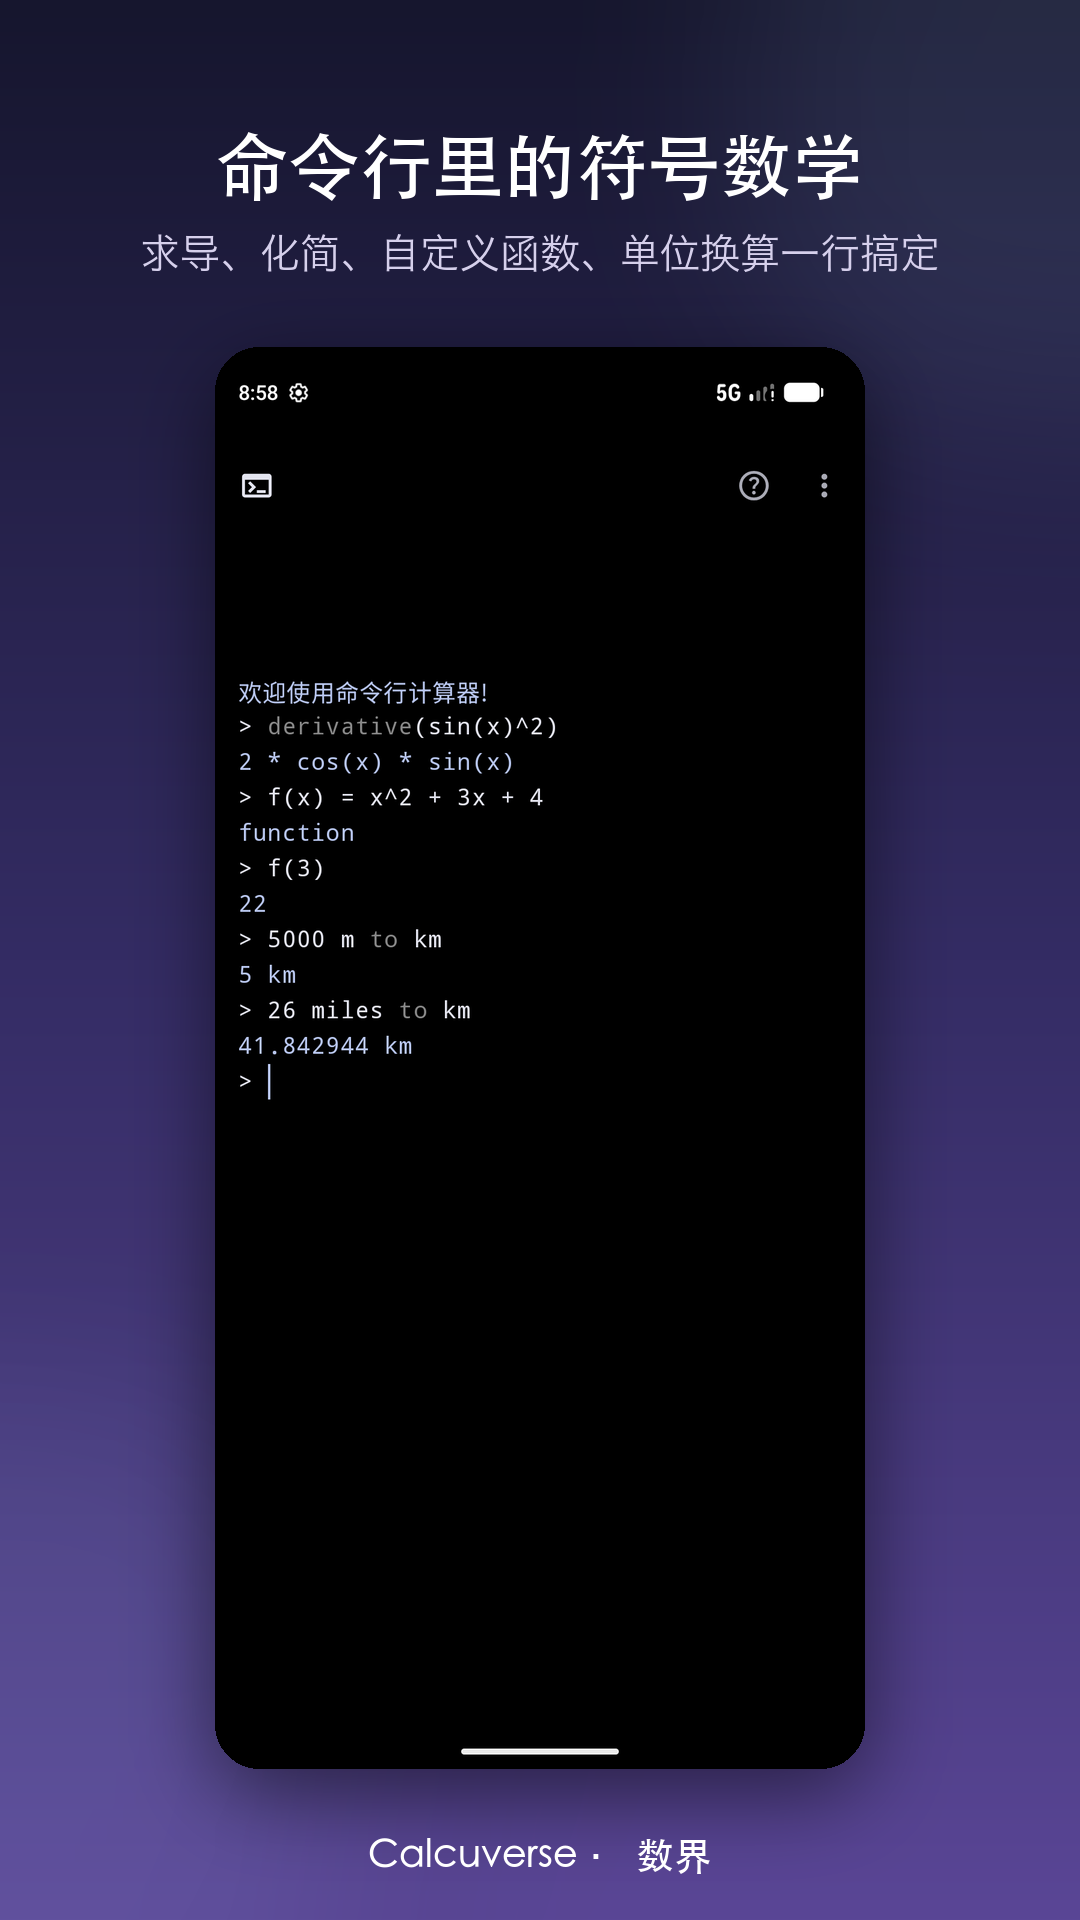 命令行里的符号数学
求导、化简、自定义函数、单位换算一行搞定
8:58 5G
欢迎使用命令行计算器!
> derivative(sin(x)^2)
2 * cos(x) * sin(x)
> f(x) = x^2 + 3x + 4
function
> f(3)
22
> 5000 m to km
5 km
> 26 miles to km
41.842944 km
>
Calcuverse · 数界